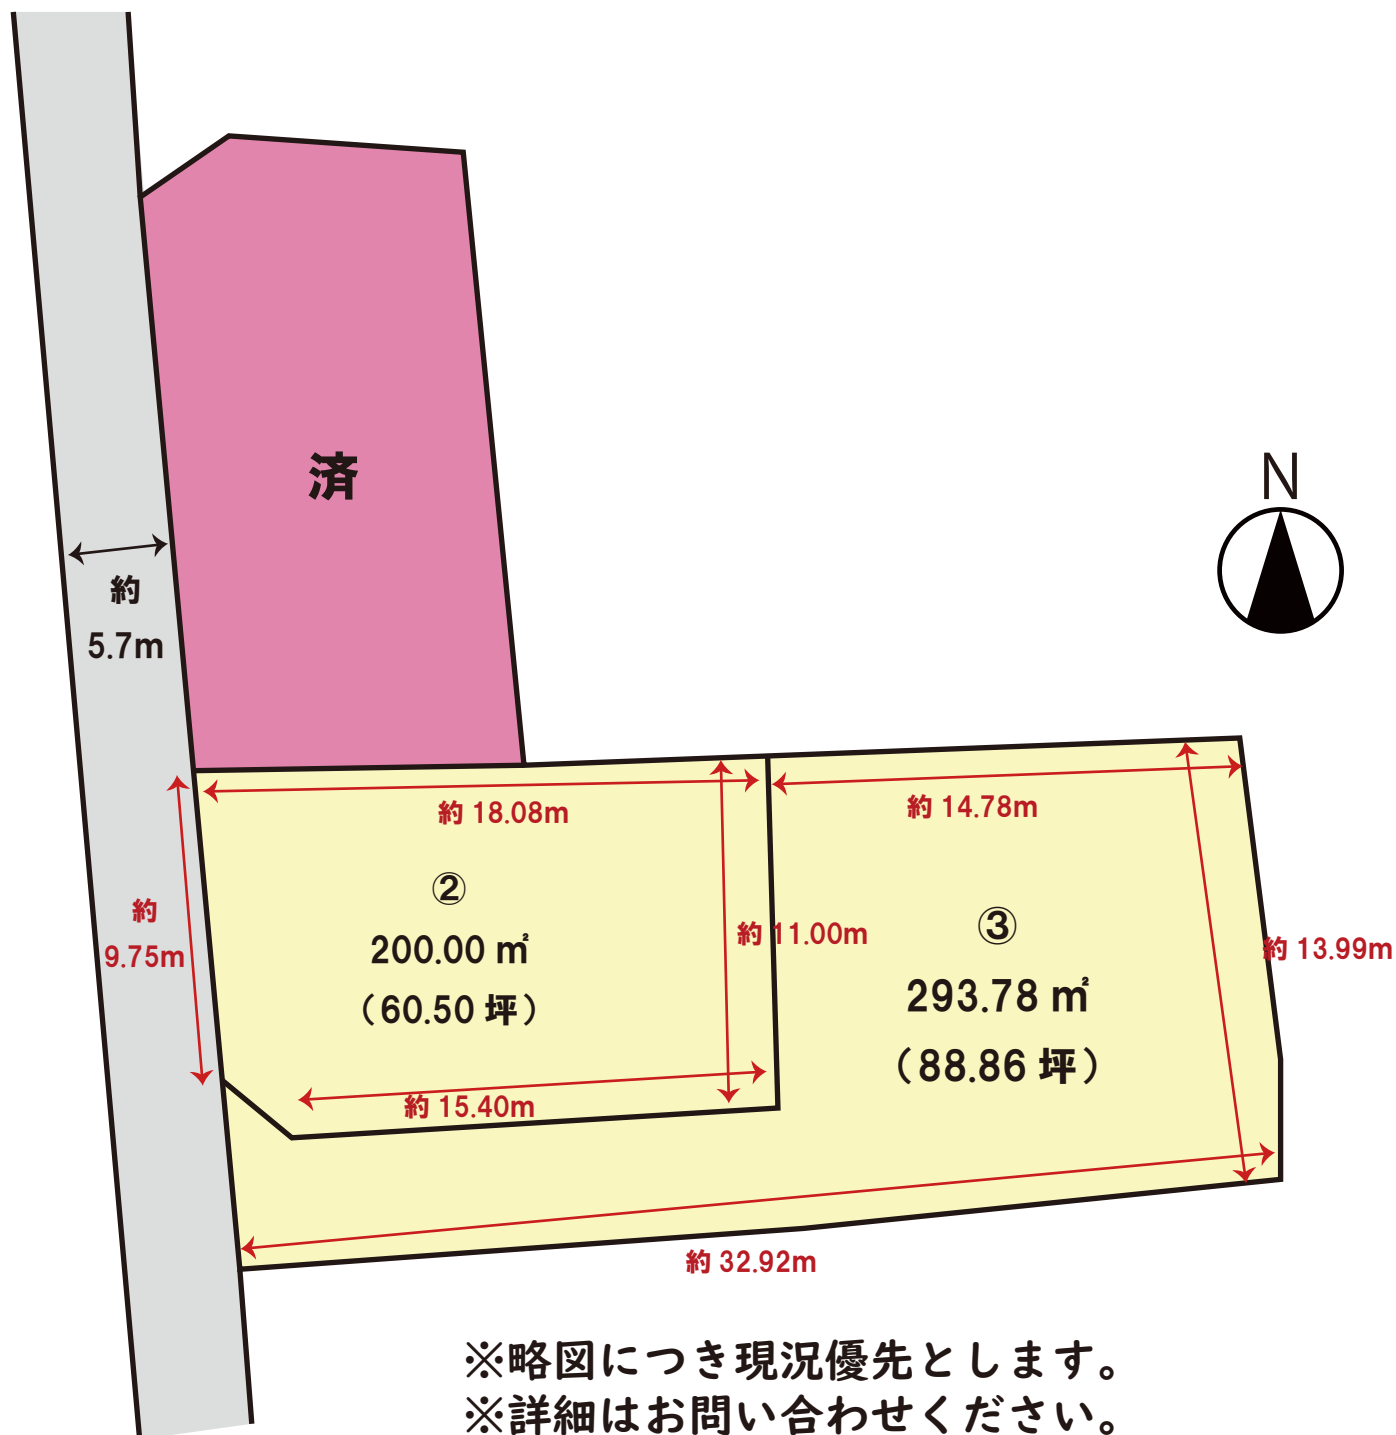 済
N
約
5.7m
約 18.08m
約 14.78m
②
200.00 ㎡
(60.50 坪)
約
9.75m
約 11.00m
③
293.78 ㎡
(88.86 坪)
約 13.99m
約 15.40m
約 32.92m
※略図につき現況優先とします。
※詳細はお問い合わせください。